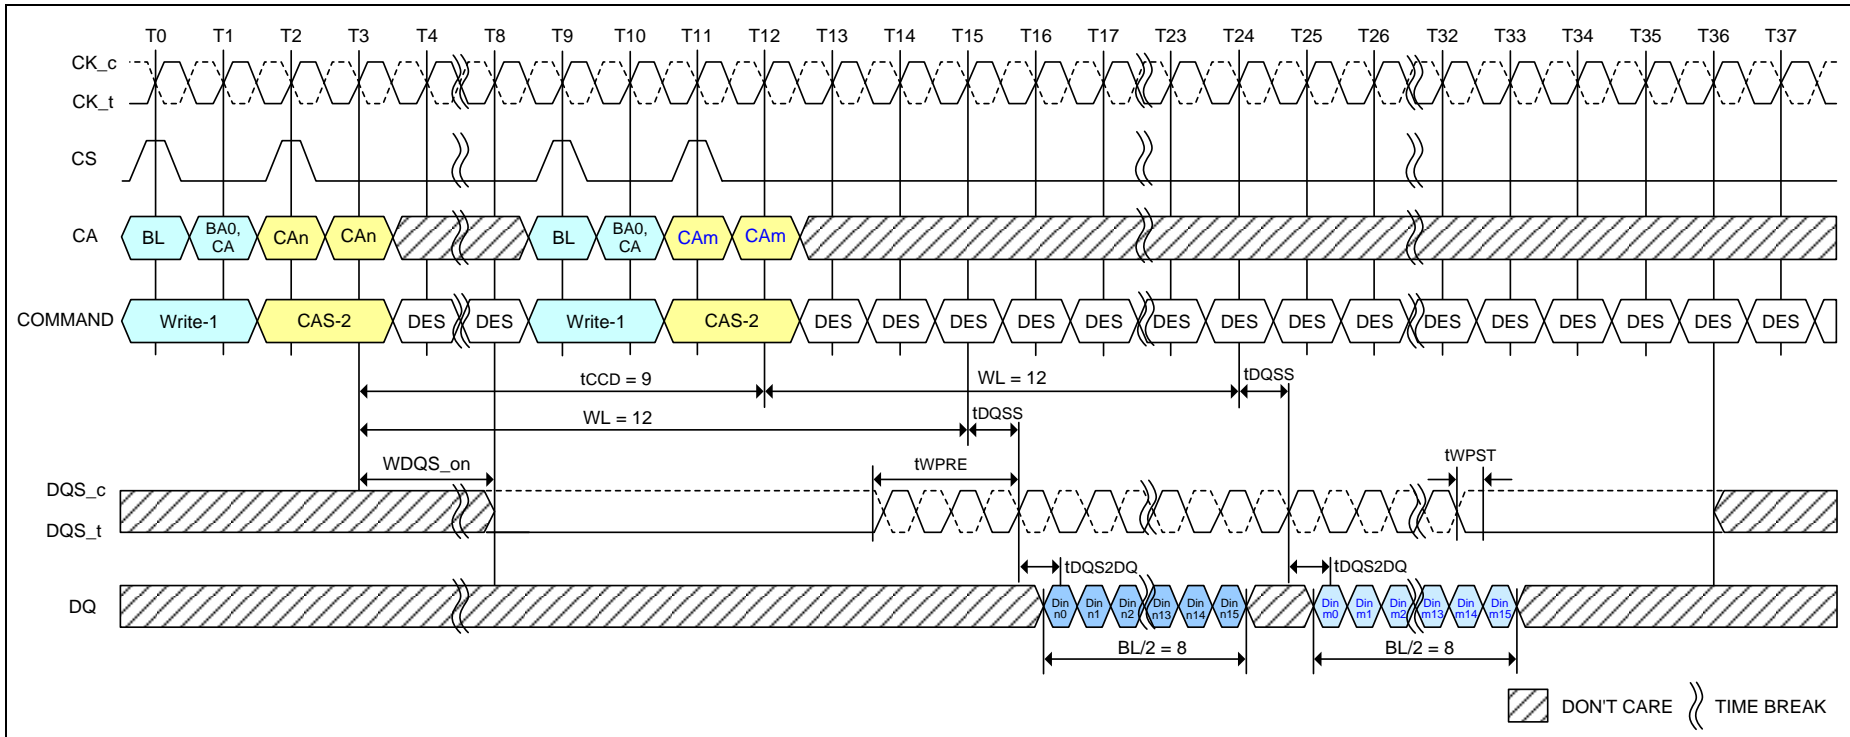 T0 T1 T2 T3 T4 T8 T9 T10 T11 T12 T13 T14 T15 T16 T17 T23 T24 T25 T26 T32 T33 T34 T35 T36 T37
CK_c
CK_t
CS
CA BL BA0, CA CAn CAn BL BA0, CA CAm CAm
COMMAND Write-1 CAS-2 DES DES Write-1 CAS-2 DES DES DES DES DES DES DES DES DES DES DES DES DES DES DES
tCCD = 9 WL = 12 tDQSS
WL = 12 tDQSS
WDQS_on tWPRE tWPST
DQS_c
DQS_t
tDQS2DQ tDQS2DQ
DQ Din n0 Din n1 Din n2 Din n13 Din n14 Din n15 Din m0 Din m1 Din m2 Din m13 Din m14 Din m15
BL/2 = 8 BL/2 = 8
DON'T CARE TIME BREAK